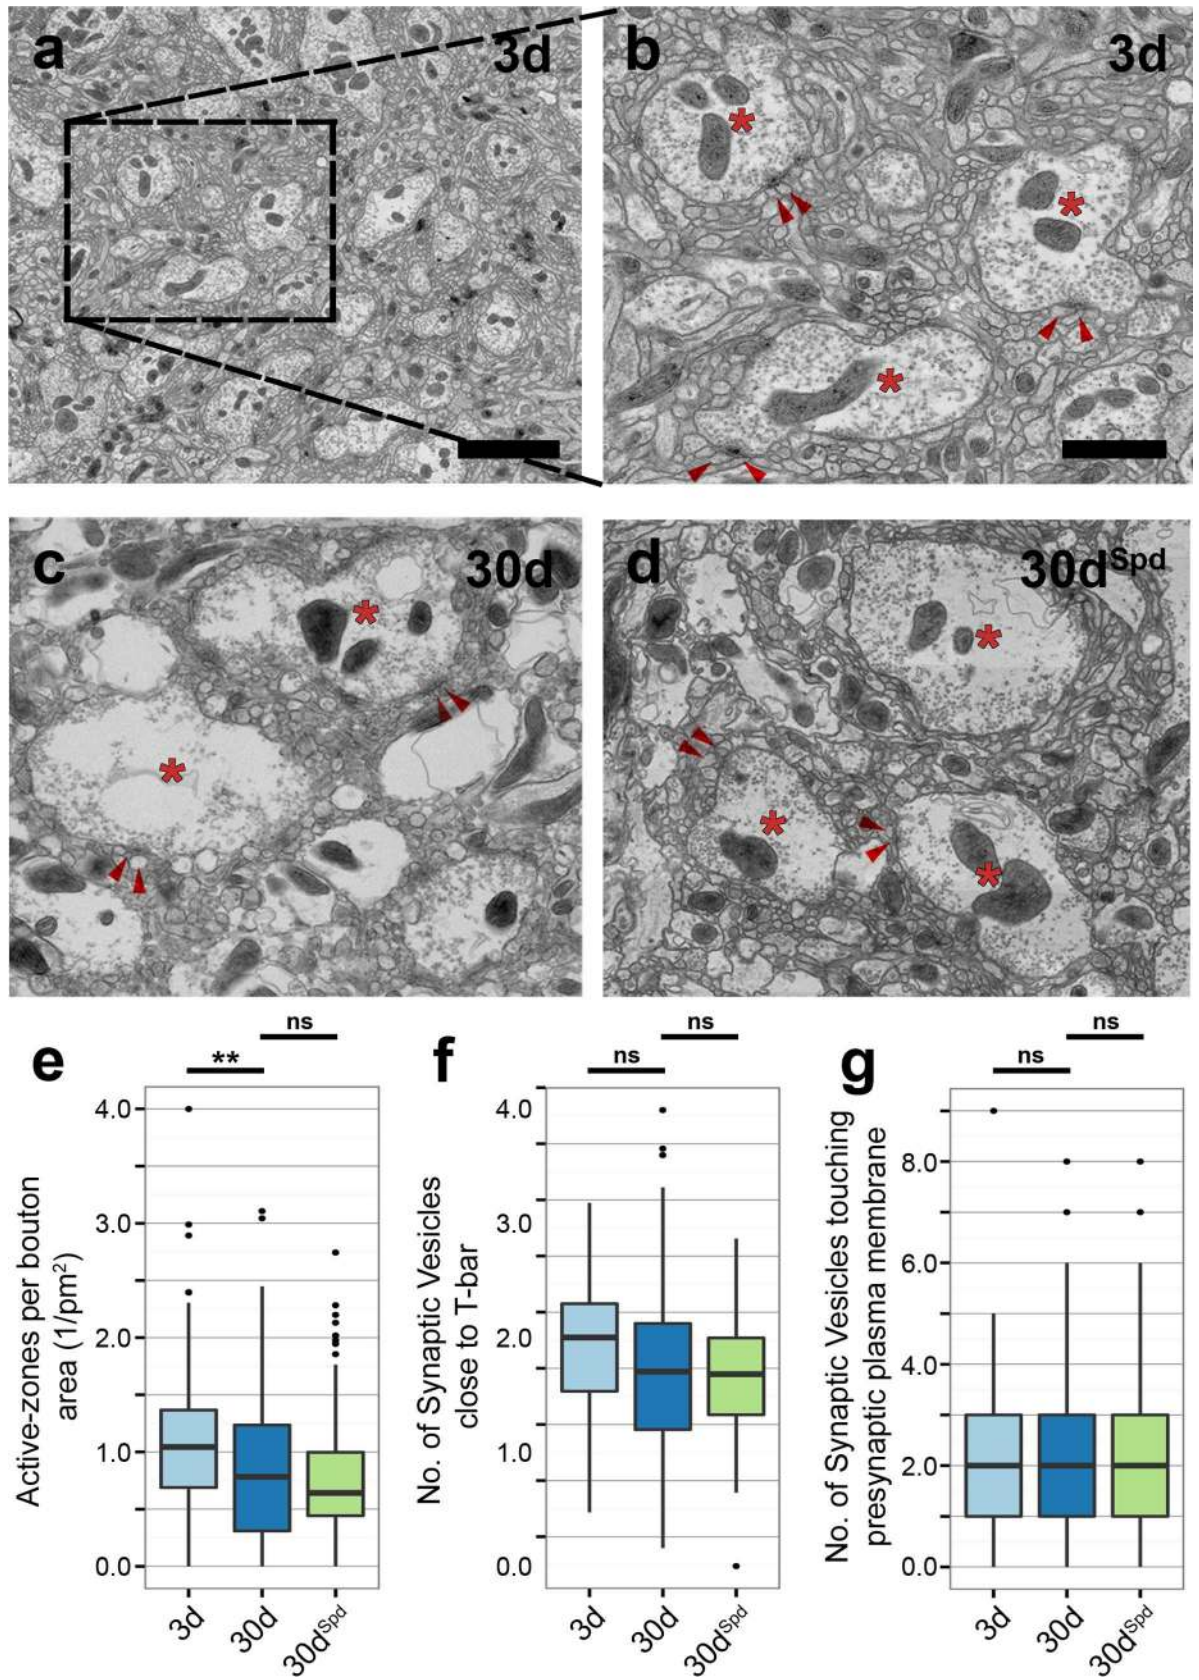 a
3d
b
3d
c
30d
d
30d^Spd
e
**
ns
Active-zones per bouton
area (1/pm²)
4.0
3.0
2.0
1.0
0.0
3d
30d
30d^Spd
f
ns
ns
No. of Synaptic Vesicles
close to T-bar
4.0
3.0
2.0
1.0
0.0
3d
30d
30d^Spd
g
ns
ns
No. of Synaptic Vesicles touching
presynaptic plasma membrane
8.0
6.0
4.0
2.0
0.0
3d
30d
30d^Spd